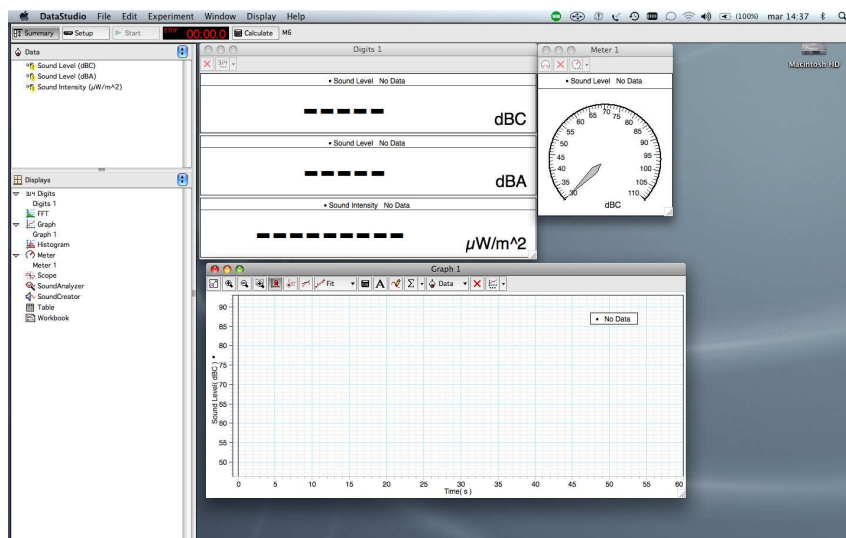 DataStudio File Edit Experiment Window Display Help (100%) mar 14:37
Summary Setup Start STOP 00:00.0 Calculate M6
Data
Sound Level (dBC)
Sound Level (dBA)
Sound Intensity (μW/m^2)
Displays
3.14 Digits
Digits 1
FFT
Graph
Graph 1
Histogram
Meter
Meter 1
Scope
SoundAnalyzer
SoundCreator
Table
Workbook
Digits 1
• Sound Level No Data
----- dBC
• Sound Level No Data
----- dBA
• Sound Intensity No Data
--------- μW/m^2
Meter 1
• Sound Level No Data
30 35 40 45 50 55 60 65 70 75 80 85 90 95 100 105 110
dBC
Macintosh HD
Graph 1
Fit A Σ Data
• No Data
Sound Level( dBC ) •
90
85
80
75
70
65
60
55
50
0 5 10 15 20 25 30 35 40 45 50 55 60
Time( s )